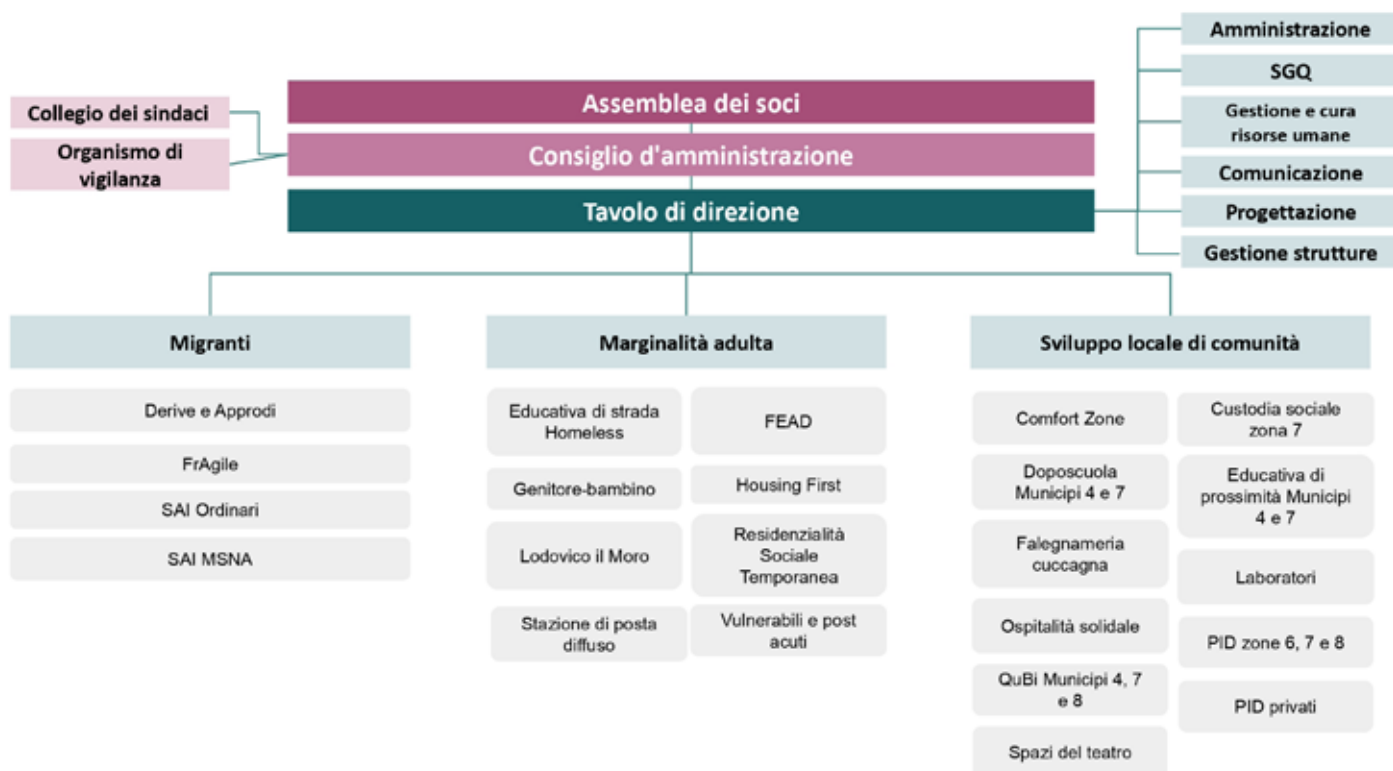 Amministrazione
SGQ
Gestione e cura
risorse umane
Comunicazione
Progettazione
Gestione strutture
Assemblea dei soci
Consiglio d'amministrazione
Tavolo di direzione
Collegio dei sindaci
Organismo di
vigilanza
Migranti
Derive e Approdi
FrAgile
SAI Ordinari
SAI MSNA
Marginalità adulta
Educativa di strada
Homeless
FEAD
Genitore-bambino
Housing First
Lodovico il Moro
Residenzialità
Sociale
Temporanea
Stazione di posta
diffuso
Vulnerabili e post
acuti
Sviluppo locale di comunità
Comfort Zone
Custodia sociale
zona 7
Doposcuola
Municipi 4 e 7
Educativa di
prossimità Municipi
4 e 7
Falegnameria
cuccagna
Laboratori
Ospitalità solidale
PID zone 6, 7 e 8
QuBi Municipi 4, 7
e 8
PID privati
Spazi del teatro